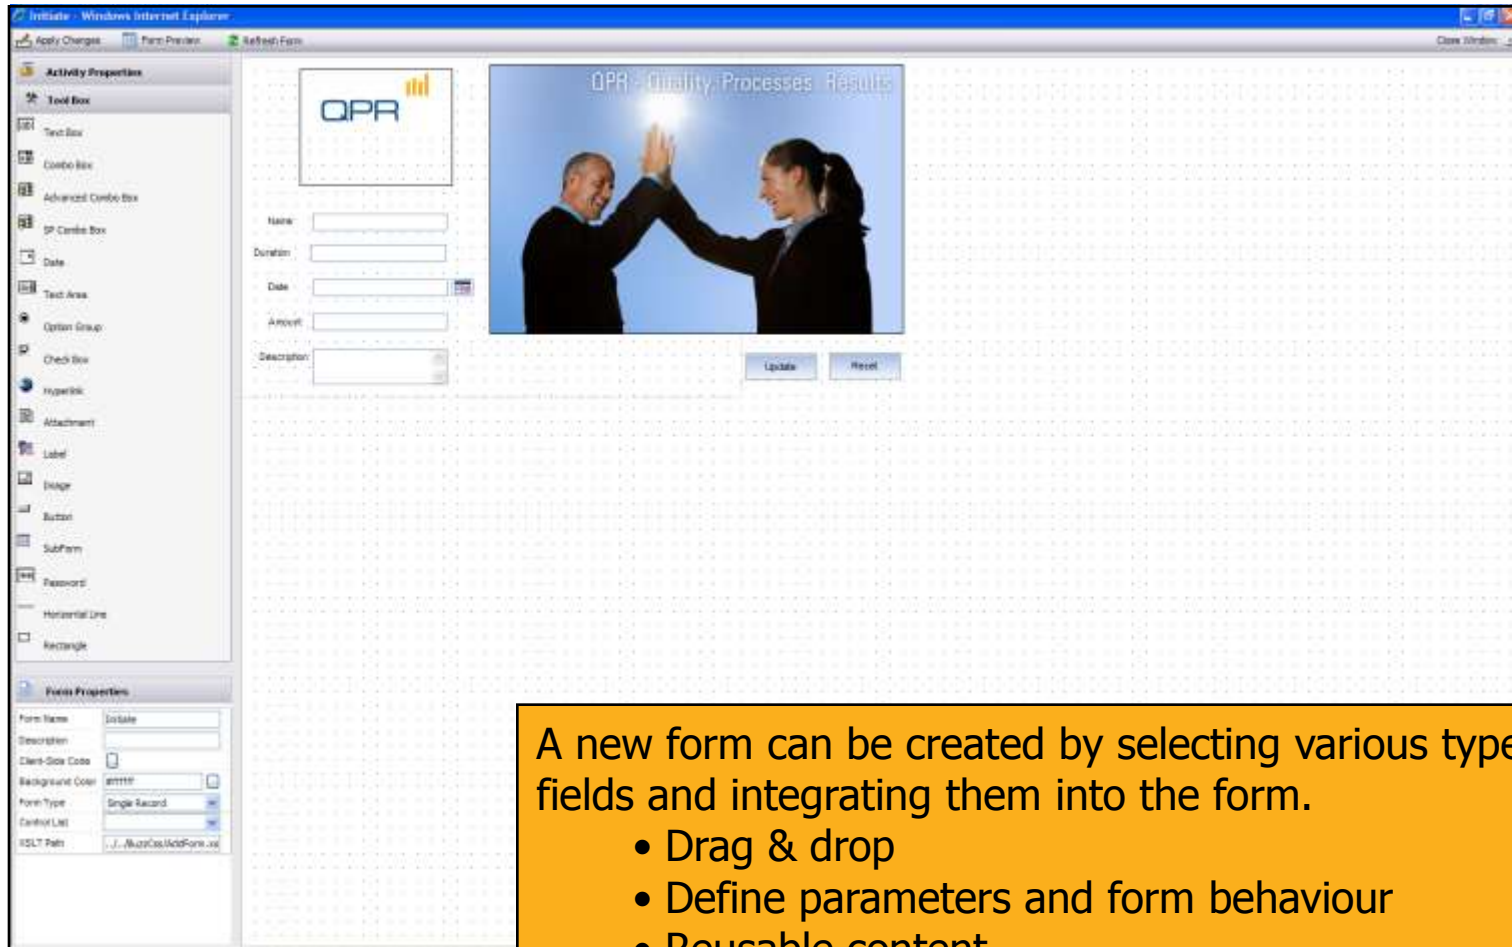 Initiate - Windows Internet Explorer
Apply Changes Form Preview Refresh Form Close Window
Activity Properties
Tool Box
Text Box
Combo Box
Advanced Combo Box
SP Combo Box
Date
Text Area
Option Group
Check Box
Hyperlink
Attachment
Label
Image
Button
SubForm
Password
Horizontal Line
Rectangle
Form Properties
Form Name Initiate
Description
Client-Side Code
Background Color #ffffff
Form Type Single Record
Control List
XSLT Path
QPR
QPR - Quality. Processes. Results
Name
Duration
Date
Amount
Description
Update Reset
A new form can be created by selecting various type
fields and integrating them into the form.
• Drag & drop
• Define parameters and form behaviour
• Reusable content